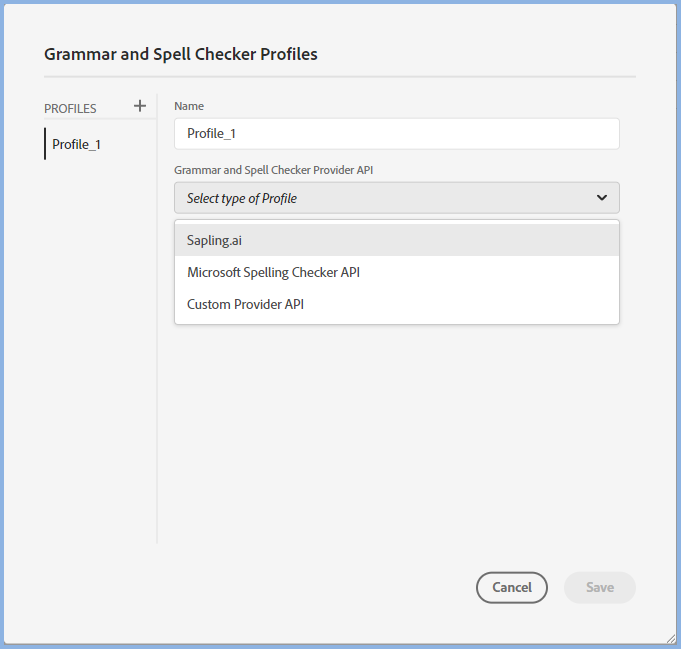 Grammar and Spell Checker Profiles
PROFILES
Profile_1
Name
Profile_1
Grammar and Spell Checker Provider API
Select type of Profile
Sapling.ai
Microsoft Spelling Checker API
Custom Provider API
Cancel
Save